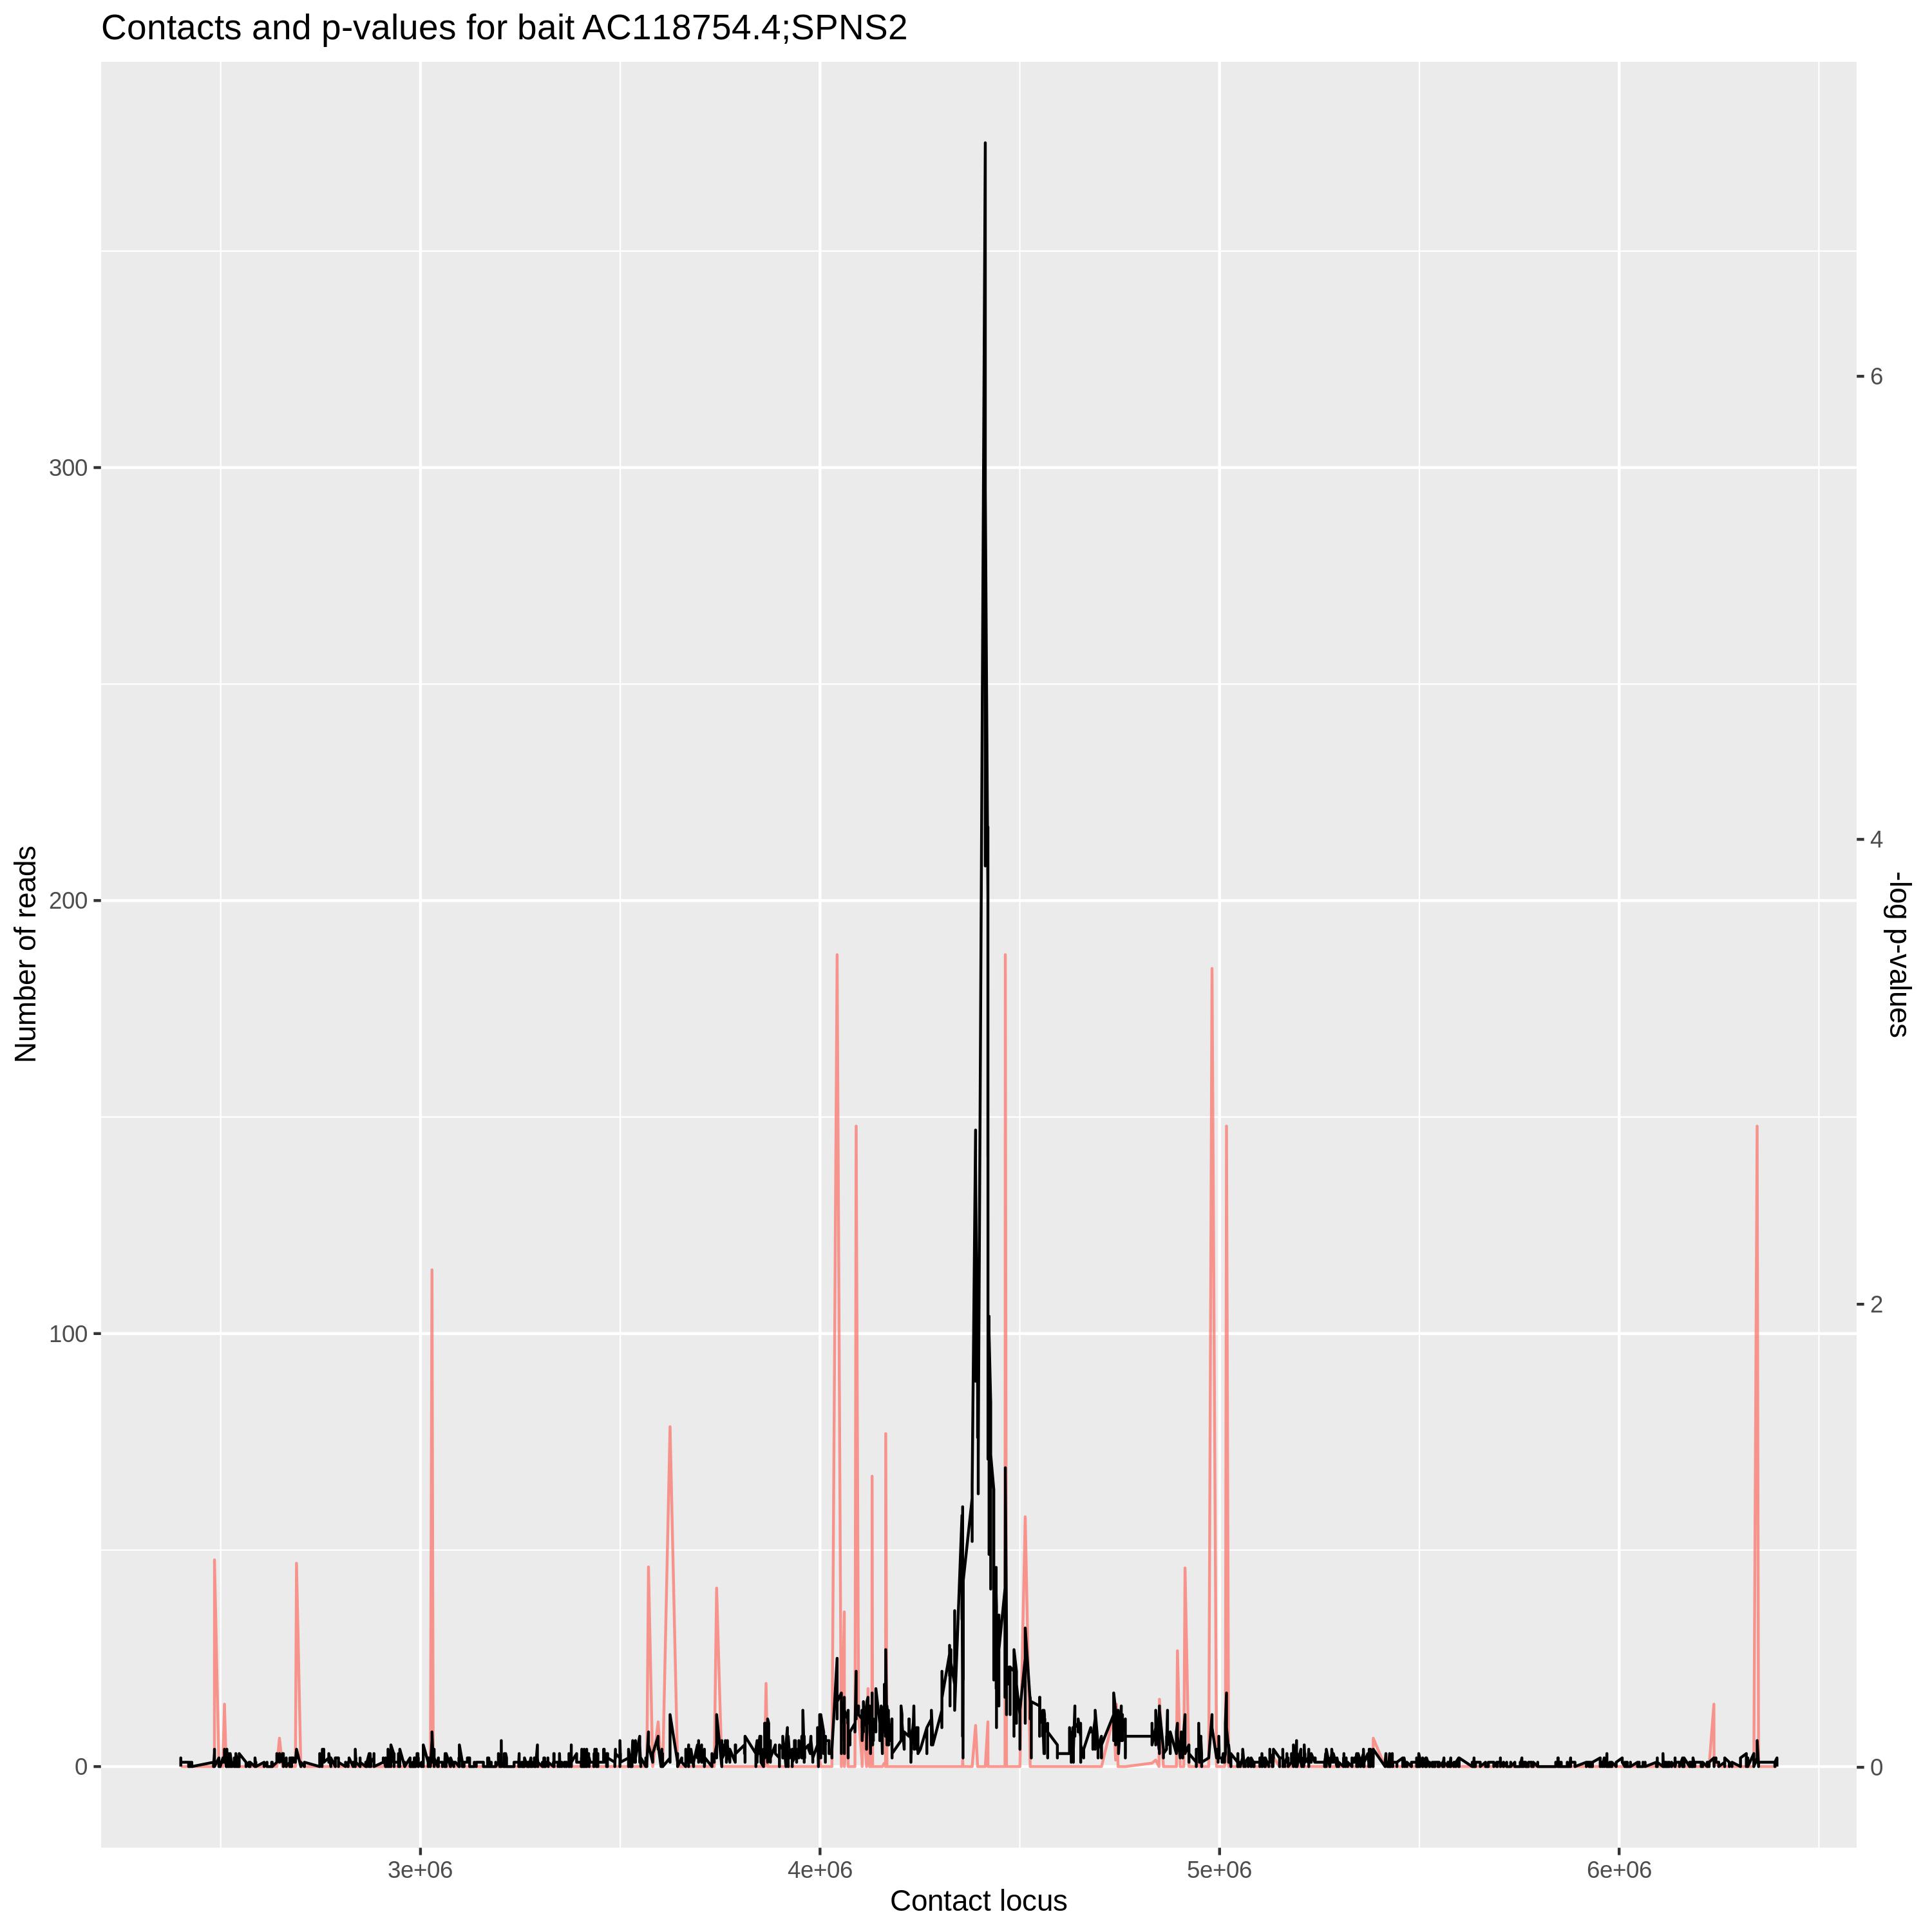 Contacts and p-values for bait AC118754.4;SPNS2
300
200
100
0
Number of reads
6
4
2
0
-log p-values
3e+06
4e+06
5e+06
6e+06
Contact locus